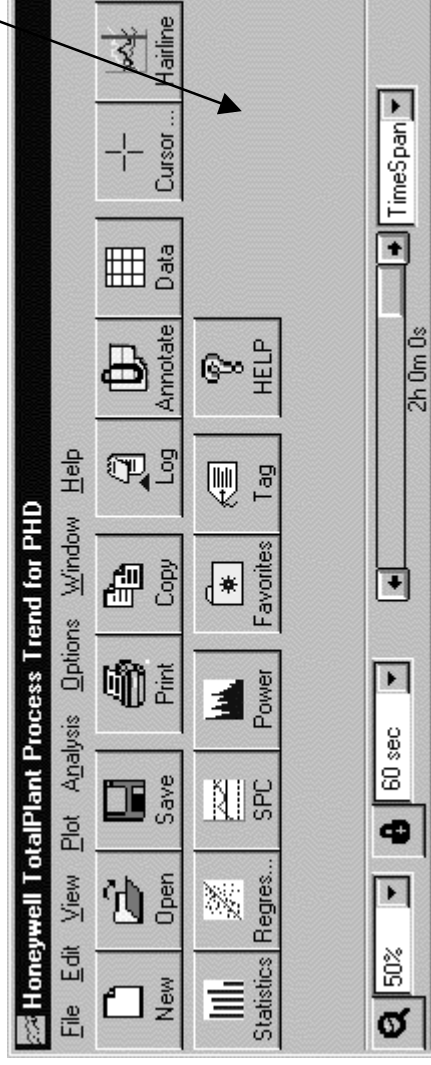 Honeywell TotalPlant Process Trend for PHD
File Edit View Plot Analysis Options Window Help
New Open Save Print Copy Log Annotate Data Cursor ... Hairline
Statistics Regres... SPC Power Favorites Tag HELP
50% 60 sec TimeSpan
2h 0m 0s